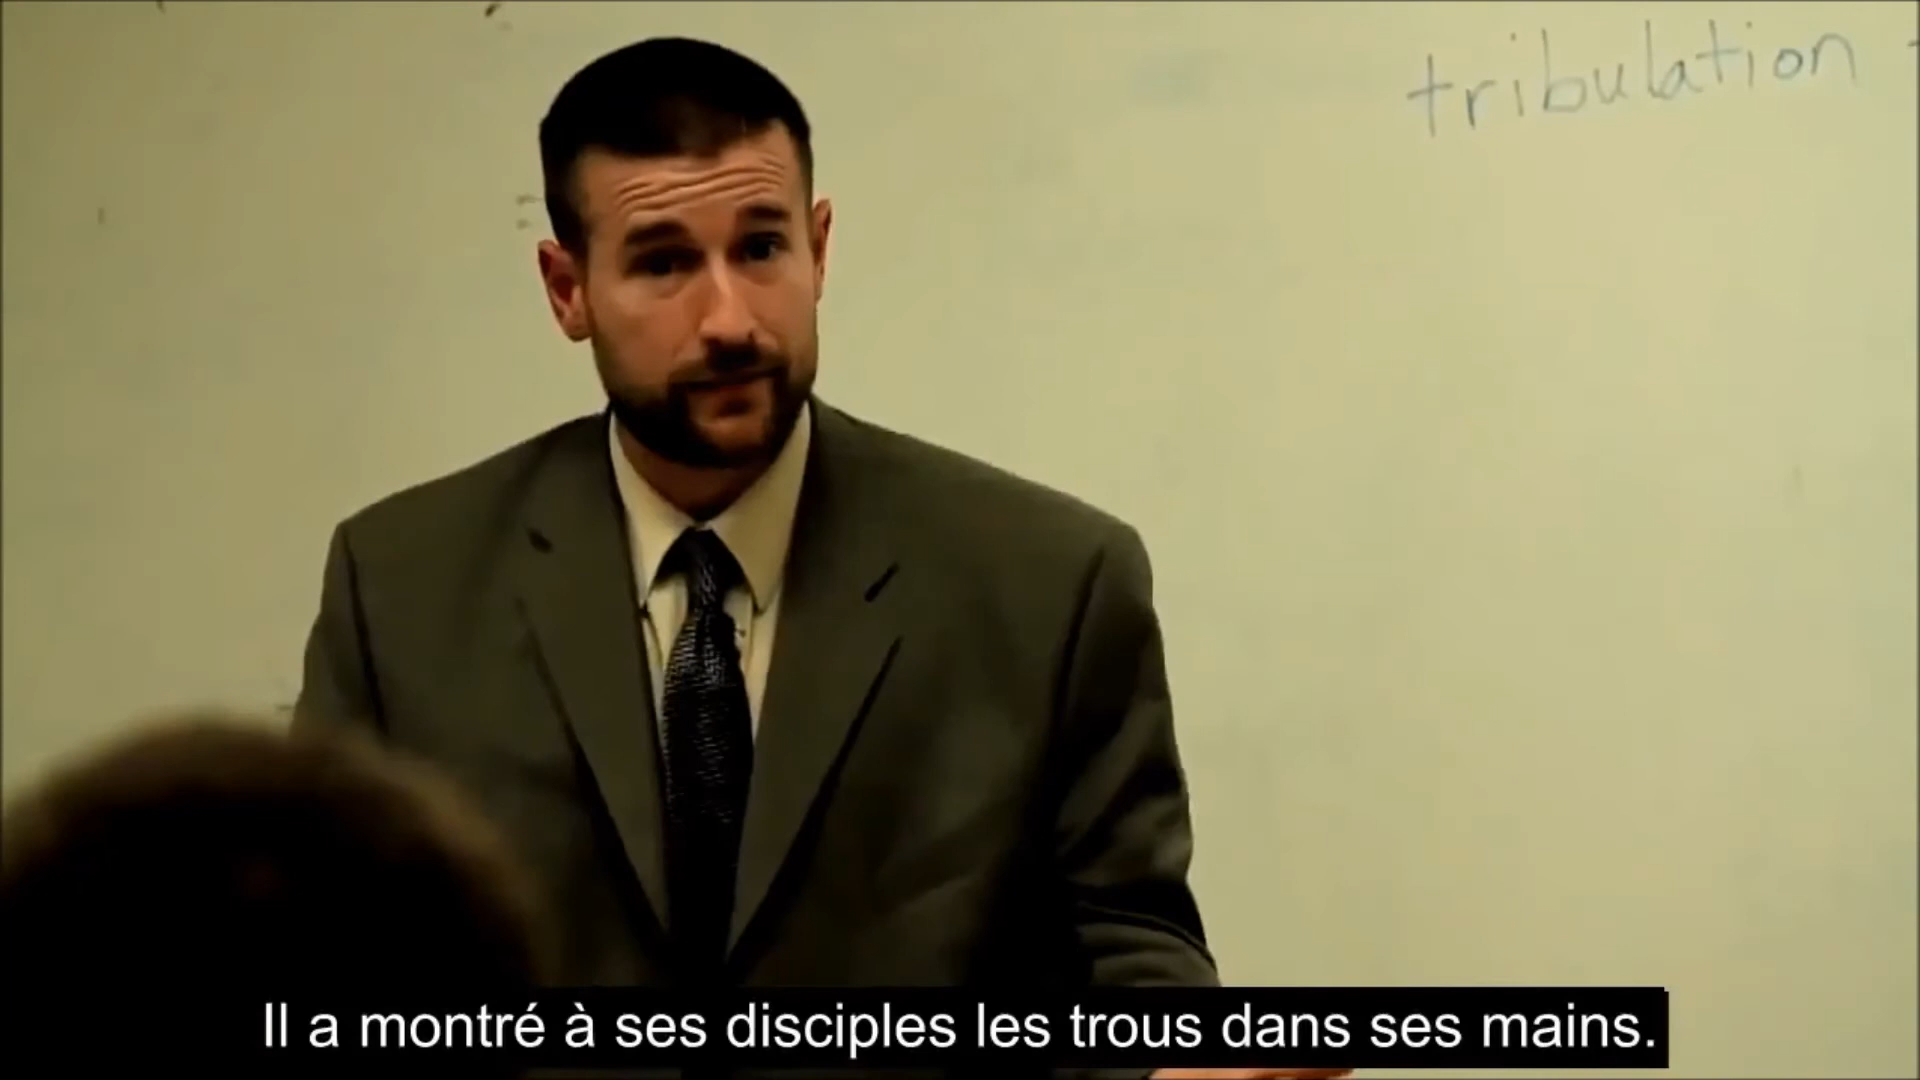 tribulation
Il a montré à ses disciples les trous dans ses mains.